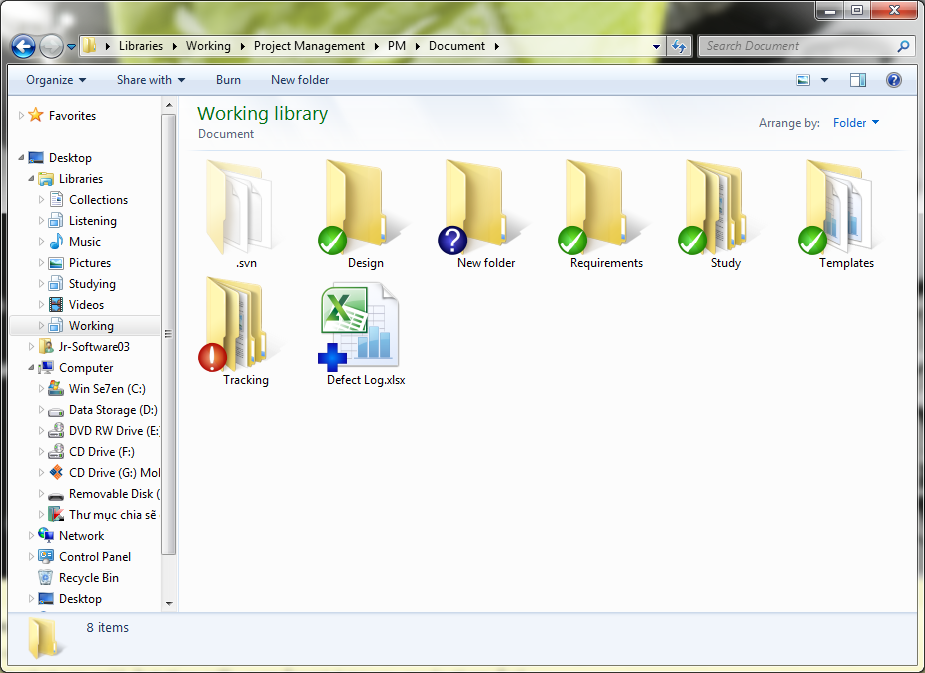 Libraries Working Project Management PM Document
Search Document
Organize Share with Burn New folder
Favorites
Desktop
Libraries
Collections
Listening
Music
Pictures
Studying
Videos
Working
Jr-Software03
Computer
Win Se7en (C:)
Data Storage (D:)
DVD RW Drive (E:
CD Drive (F:)
CD Drive (G:) Mol
Removable Disk (
Thư mục chia sẽ
Network
Control Panel
Recycle Bin
Desktop
Working library
Document
Arrange by: Folder
.svn Design New folder Requirements Study Templates
Tracking Defect Log.xlsx
8 items